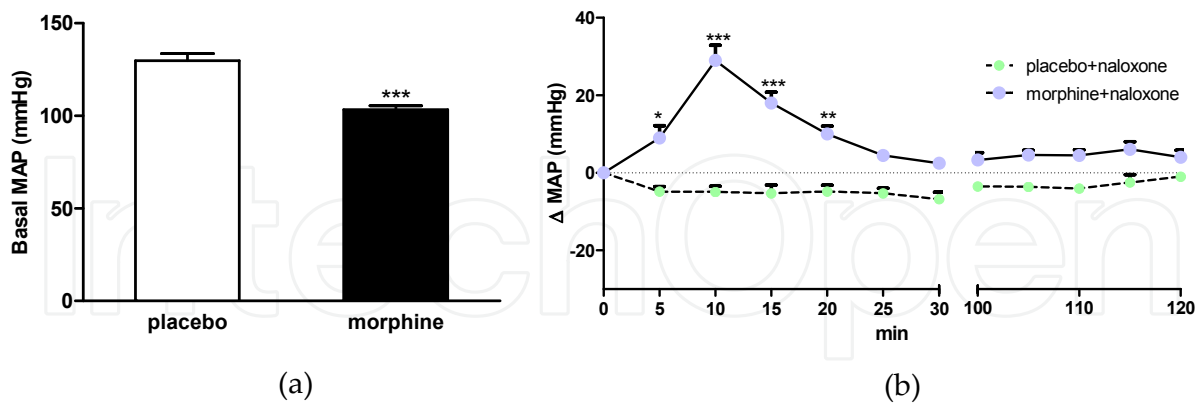 150
100
50
0
Basal MAP (mmHg)
***
placebo
morphine
(a)
40
20
0
-20
Δ MAP (mmHg)
*
***
***
**
placebo+naloxone
morphine+naloxone
0 5 10 15 20 25 30 100 110 120
min
(b)
IntechOpen